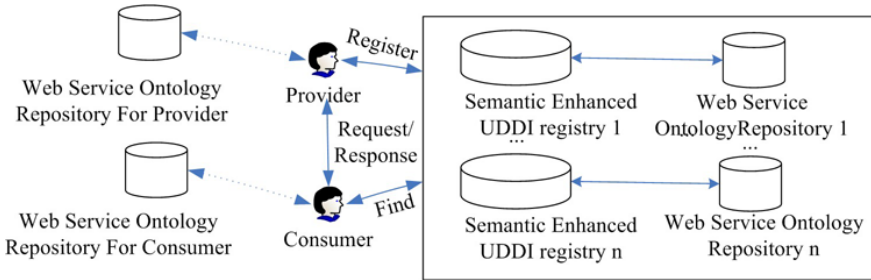 Web Service Ontology
Repository For Provider
Provider
Register
Request/
Response
Web Service Ontology
Repository For Consumer
Consumer
Find
Semantic Enhanced
UDDI registry 1
...
Web Service
OntologyRepository 1
...
...
Semantic Enhanced
UDDI registry n
Web Service Ontology
Repository n